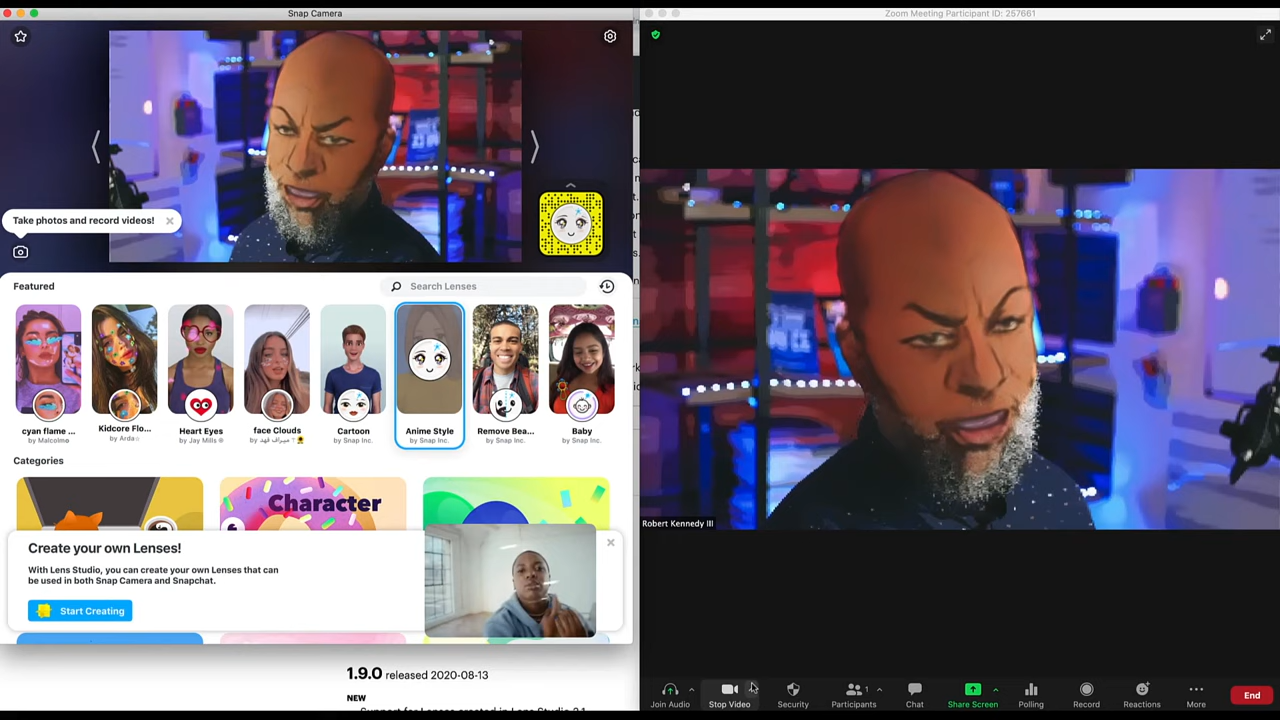 Snap Camera
Take photos and record videos!
Featured
Search Lenses
cyan flame ...
by Malcolme
Kidcore Flo...
by Arda
Heart Eyes
by Jay Mills
face Clouds
by فهد ميراف
Cartoon
by Snap Inc.
Anime Style
by Snap Inc.
Remove Bea...
by Snap Inc.
Baby
by Snap Inc.
Categories
Character
Create your own Lenses!
With Lens Studio, you can create your own Lenses that can
be used in both Snap Camera and Snapchat.
Start Creating
1.9.0 released 2020-08-13
NEW
Zoom Meeting Participant ID: 257661
Robert Kennedy III
Join Audio
Stop Video
Security
Participants
1
Chat
Share Screen
Polling
Record
Reactions
More
End